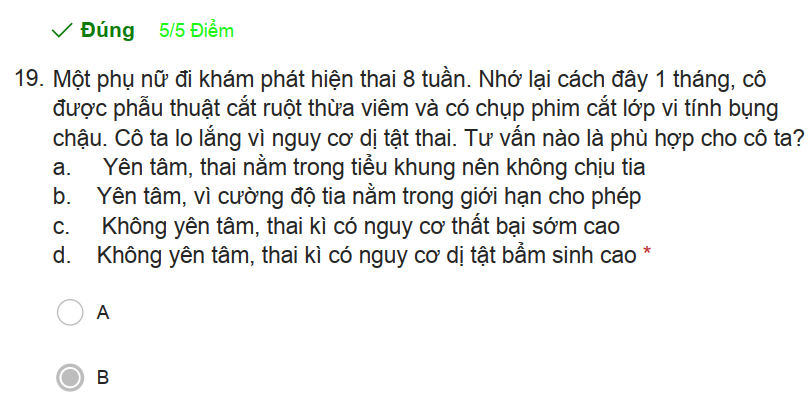 Đúng 5/5 Điểm
19. Một phụ nữ đi khám phát hiện thai 8 tuần. Nhớ lại cách đây 1 tháng, cô
được phẫu thuật cắt ruột thừa viêm và có chụp phim cắt lớp vi tính bụng
chậu. Cô ta lo lắng vì nguy cơ dị tật thai. Tư vấn nào là phù hợp cho cô ta?
a. Yên tâm, thai nằm trong tiểu khung nên không chịu tia
b. Yên tâm, vì cường độ tia nằm trong giới hạn cho phép
c. Không yên tâm, thai kì có nguy cơ thất bại sớm cao
d. Không yên tâm, thai kì có nguy cơ dị tật bẩm sinh cao *
A
B